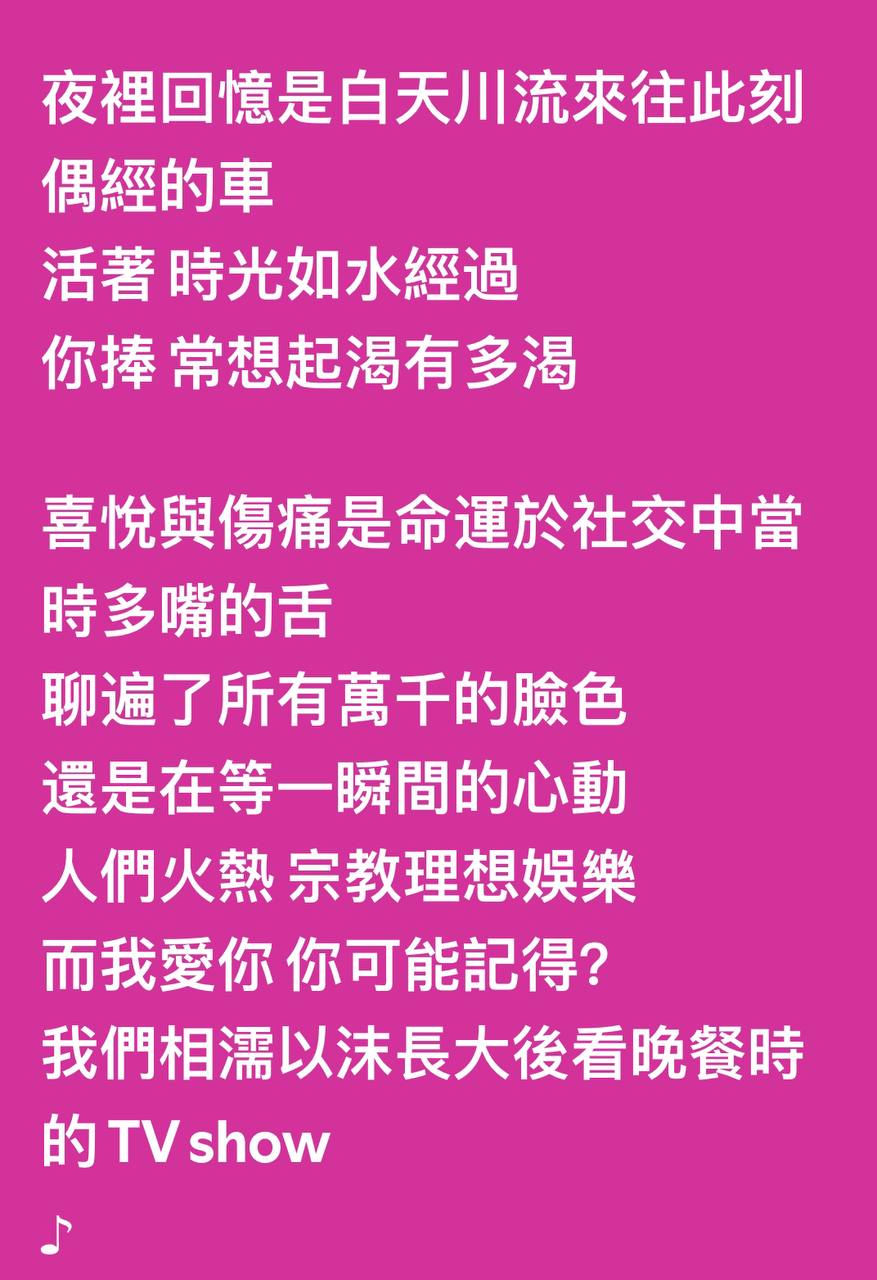 夜裡回憶是白天川流來往此刻
偶經的車
活著 時光如水經過
你捧 常想起渴有多渴
喜悅與傷痛是命運於社交中當
時多嘴的舌
聊遍了所有萬千的臉色
還是在等一瞬間的心動
人們火熱 宗教理想娛樂
而我愛你 你可能記得?
我們相濡以沫長大後看晚餐時
的 TV show
♪